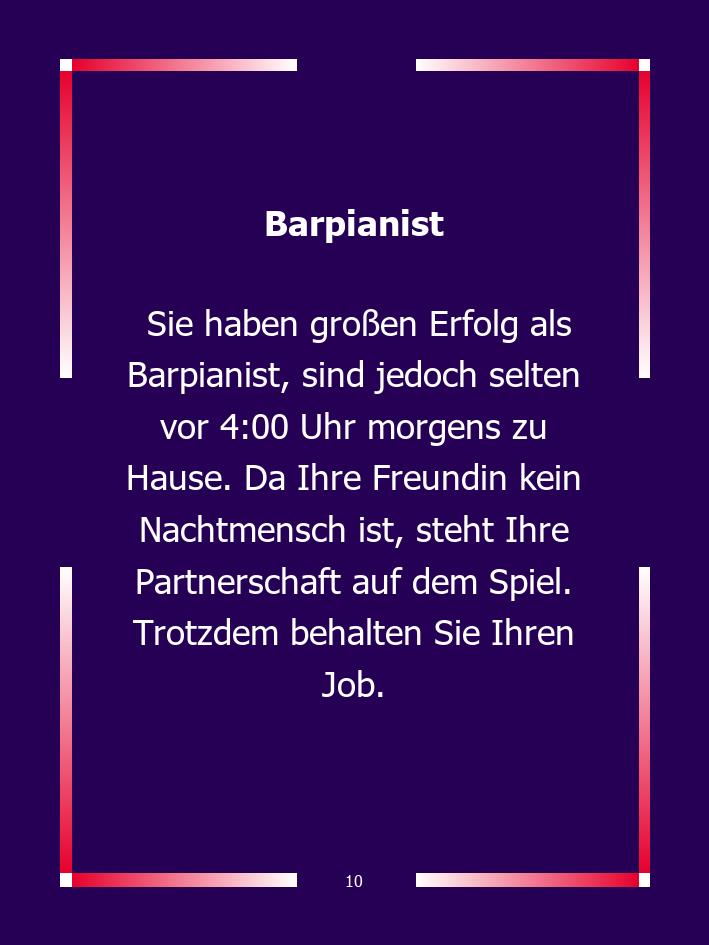 Barpianist
Sie haben großen Erfolg als
Barpianist, sind jedoch selten
vor 4:00 Uhr morgens zu
Hause. Da Ihre Freundin kein
Nachtmensch ist, steht Ihre
Partnerschaft auf dem Spiel.
Trotzdem behalten Sie Ihren
Job.
10